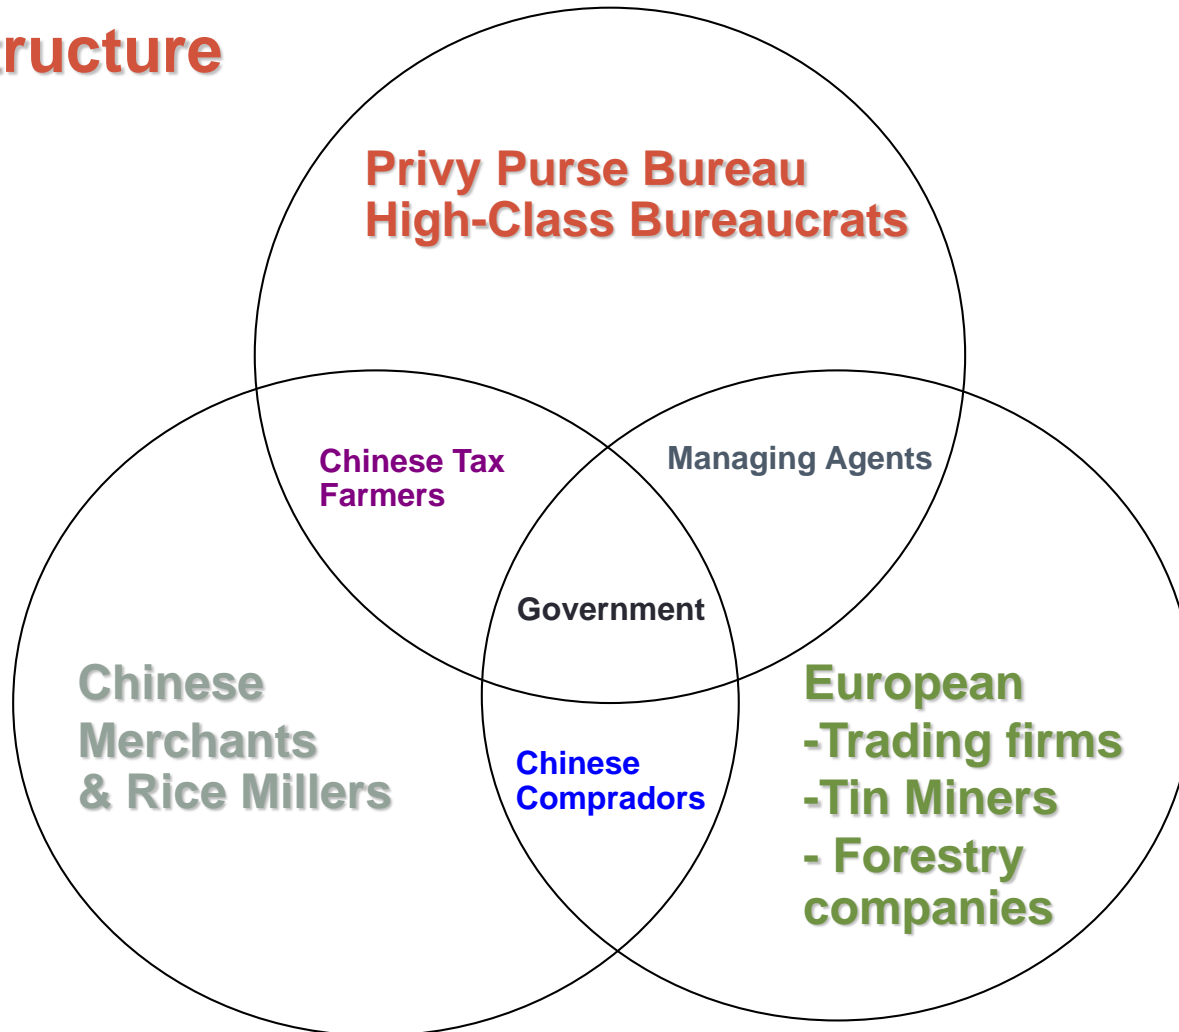 tructure
Privy Purse Bureau
High-Class Bureaucrats
Chinese Tax
Farmers
Managing Agents
Government
Chinese
Merchants
& Rice Millers
Chinese
Compradors
European
-Trading firms
-Tin Miners
- Forestry
companies